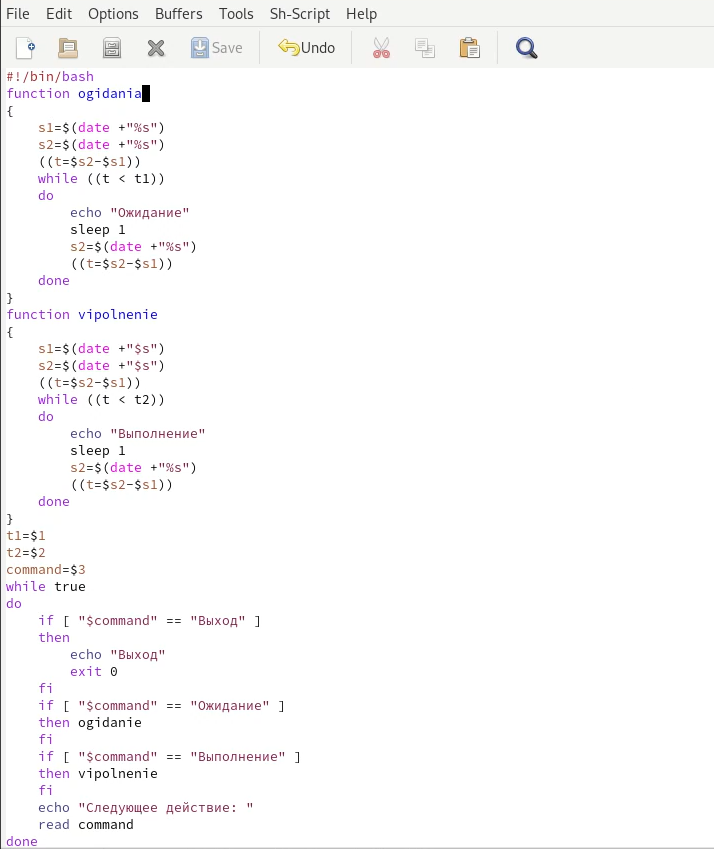 File Edit Options Buffers Tools Sh-Script Help
Save Undo
#!/bin/bash
function ogidania
{
    s1=$(date +"%s")
    s2=$(date +"%s")
    ((t=$s2-$s1))
    while ((t < t1))
    do
        echo "Ожидание"
        sleep 1
        s2=$(date +"%s")
        ((t=$s2-$s1))
    done
}
function vipolnenie
{
    s1=$(date +"$s")
    s2=$(date +"$s")
    ((t=$s2-$s1))
    while ((t < t2))
    do
        echo "Выполнение"
        sleep 1
        s2=$(date +"%s")
        ((t=$s2-$s1))
    done
}
t1=$1
t2=$2
command=$3
while true
do
    if [ "$command" == "Выход" ]
    then
        echo "Выход"
        exit 0
    fi
    if [ "$command" == "Ожидание" ]
    then ogidanie
    fi
    if [ "$command" == "Выполнение" ]
    then vipolnenie
    fi
    echo "Следующее действие: "
    read command
done